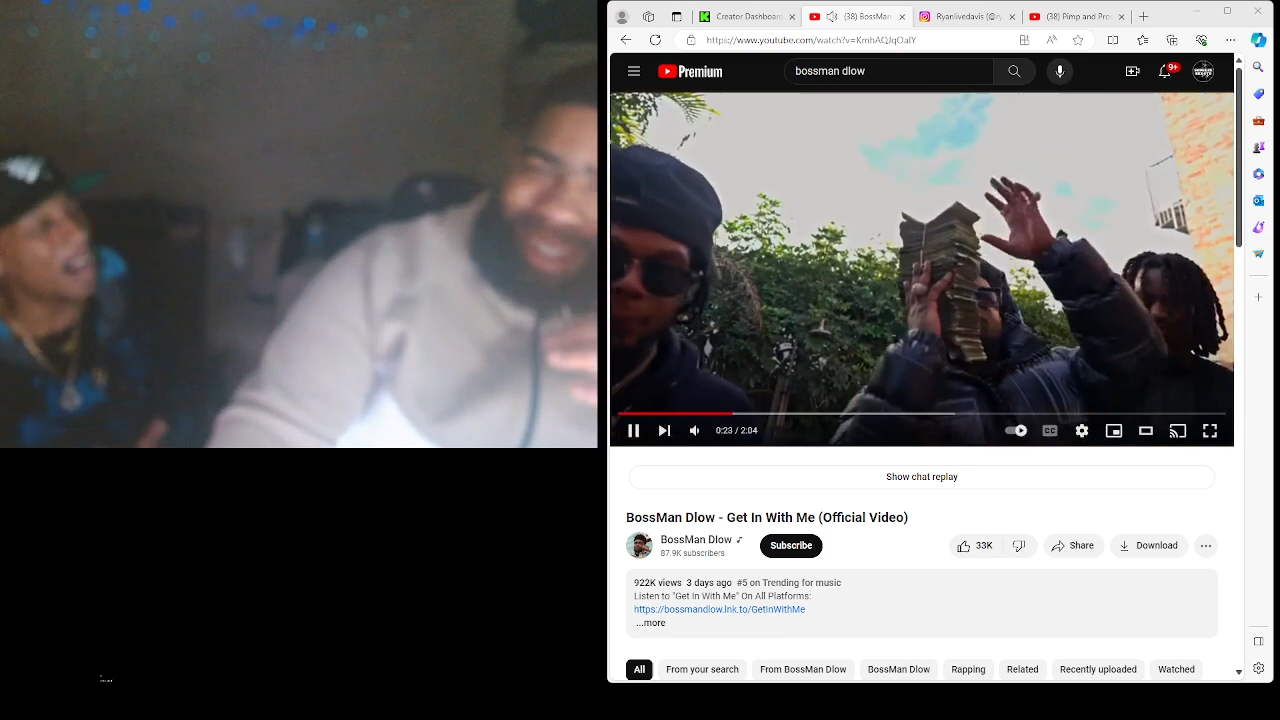 Creator Dashboard
(38) BossMan
Ryanlivedavis (@r
(38) Pimp and Pro
https://www.youtube.com/watch?v=KmhAQJqOaIY
Premium
bossman dlow
9+
0:23 / 2:04
CC
Show chat replay
BossMan Dlow - Get In With Me (Official Video)
BossMan Dlow
87.9K subscribers
Subscribe
33K
Share
Download
922K views 3 days ago #5 on Trending for music
Listen to "Get In With Me" On All Platforms:
https://bossmandlow.lnk.to/GetInWithMe
...more
All
From your search
From BossMan Dlow
BossMan Dlow
Rapping
Related
Recently uploaded
Watched